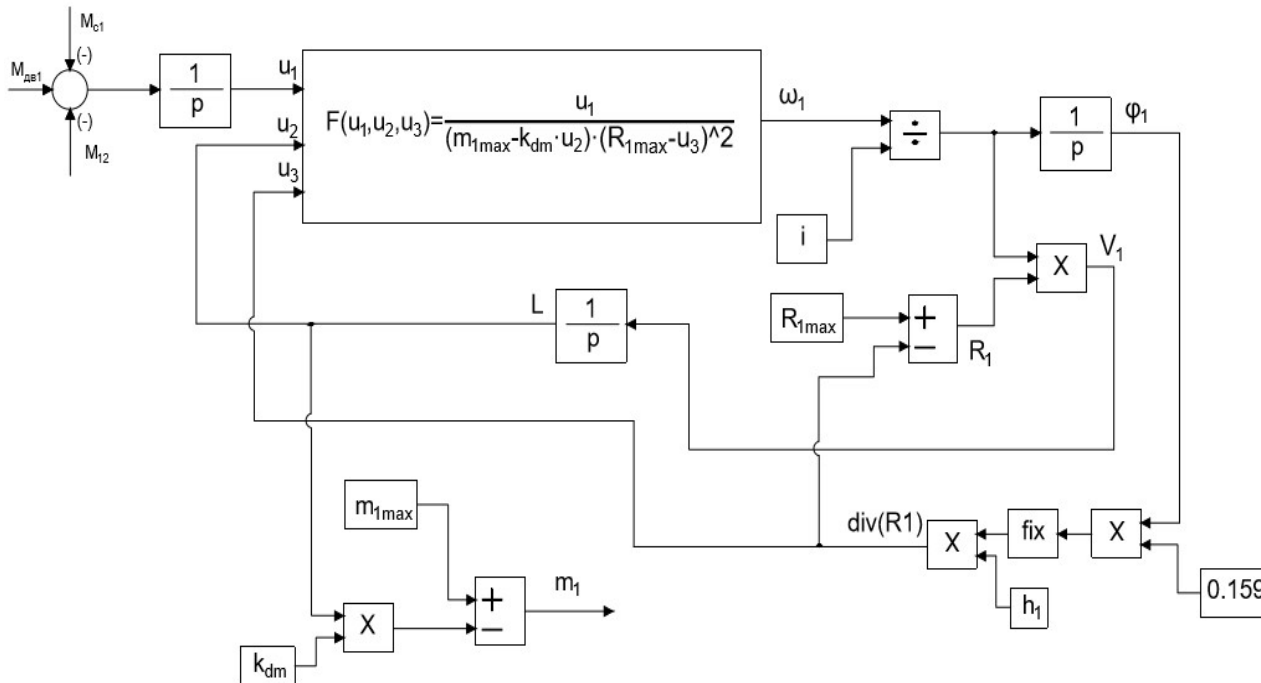 Mс1
(-)
Mдв1
(-)
M12
1
p
u1
u2
u3
F(u1,u2,u3)=
u1
(m1max-kdm·u2)·(R1max-u3)^2
ω1
÷
i
1
p
φ1
X
V1
R1max
+
−
R1
L
1
p
m1max
+
−
m1
X
kdm
div(R1)
X
fix
X
h1
0.159